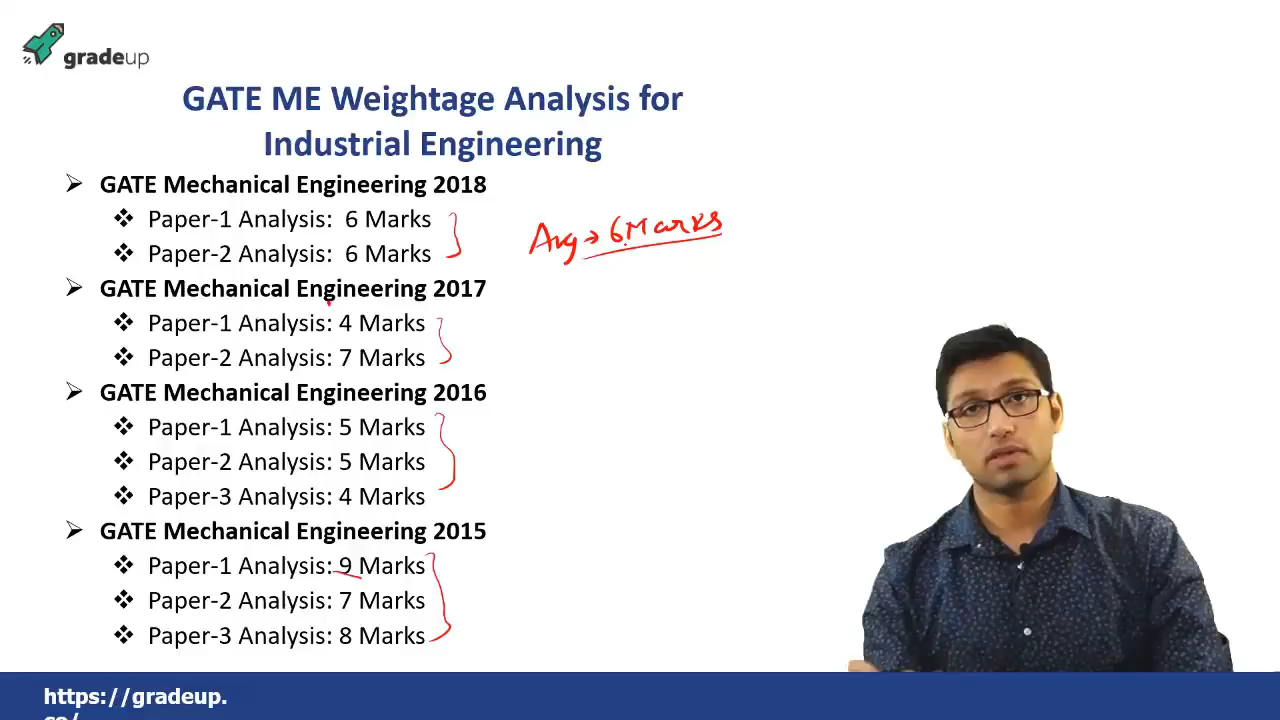 gradeup
GATE ME Weightage Analysis for
Industrial Engineering
GATE Mechanical Engineering 2018
Paper-1 Analysis: 6 Marks
Paper-2 Analysis: 6 Marks
Avg → 6 Marks
GATE Mechanical Engineering 2017
Paper-1 Analysis: 4 Marks
Paper-2 Analysis: 7 Marks
GATE Mechanical Engineering 2016
Paper-1 Analysis: 5 Marks
Paper-2 Analysis: 5 Marks
Paper-3 Analysis: 4 Marks
GATE Mechanical Engineering 2015
Paper-1 Analysis: 9 Marks
Paper-2 Analysis: 7 Marks
Paper-3 Analysis: 8 Marks
https://gradeup.
co/